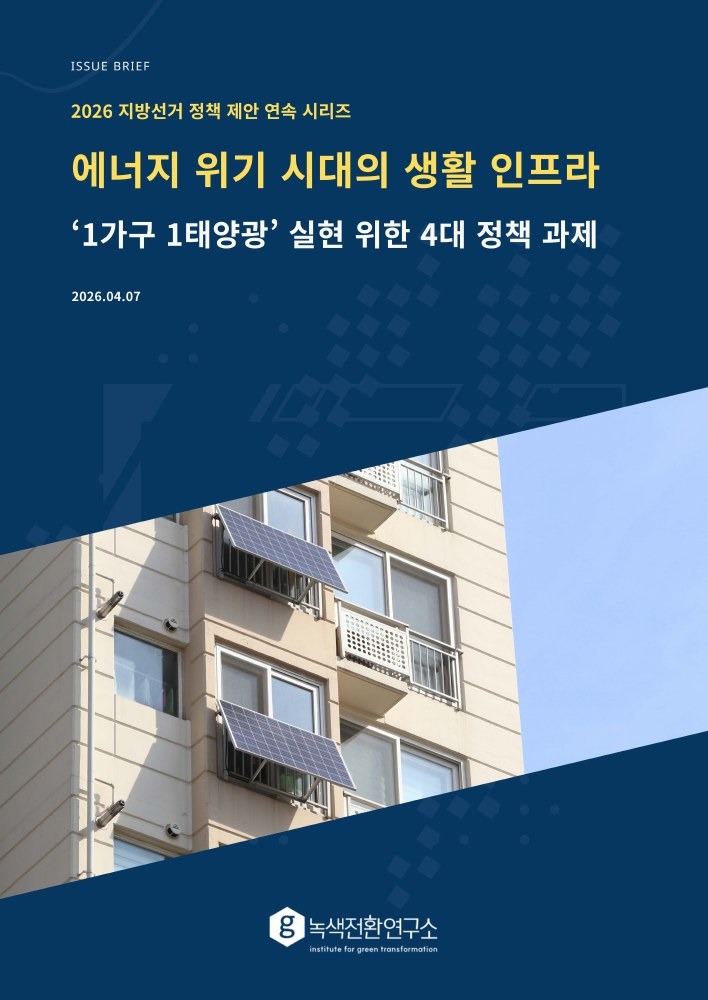 ISSUE BRIEF
2026 지방선거 정책 제안 연속 시리즈
에너지 위기 시대의 생활 인프라
‘1가구 1태양광’ 실현 위한 4대 정책 과제
2026.04.07
g 녹색전환연구소
institute for green transformation